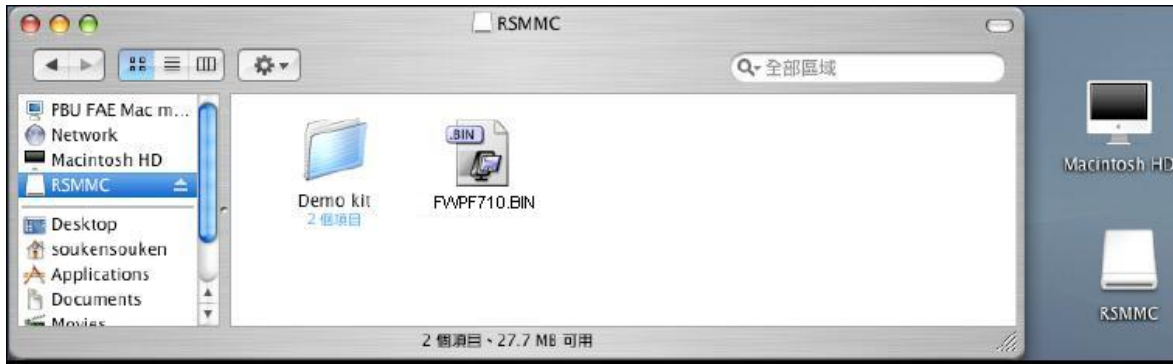 RSMMC
全部區域
PBU FAE Mac m...
Network
Macintosh HD
RSMMC
Desktop
soukensouken
Applications
Documents
Movies
.BIN
Demo kit
2 個項目
FWPF710.BIN
2 個項目、27.7 MB 可用
Macintosh HD
RSMMC